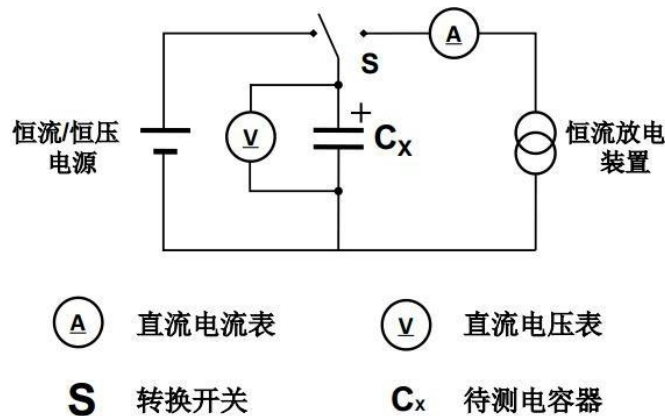 A
S
恒流/恒压
电源
V
+
Cx
恒流放电
装置
A 直流电流表
V 直流电压表
S 转换开关
Cx 待测电容器